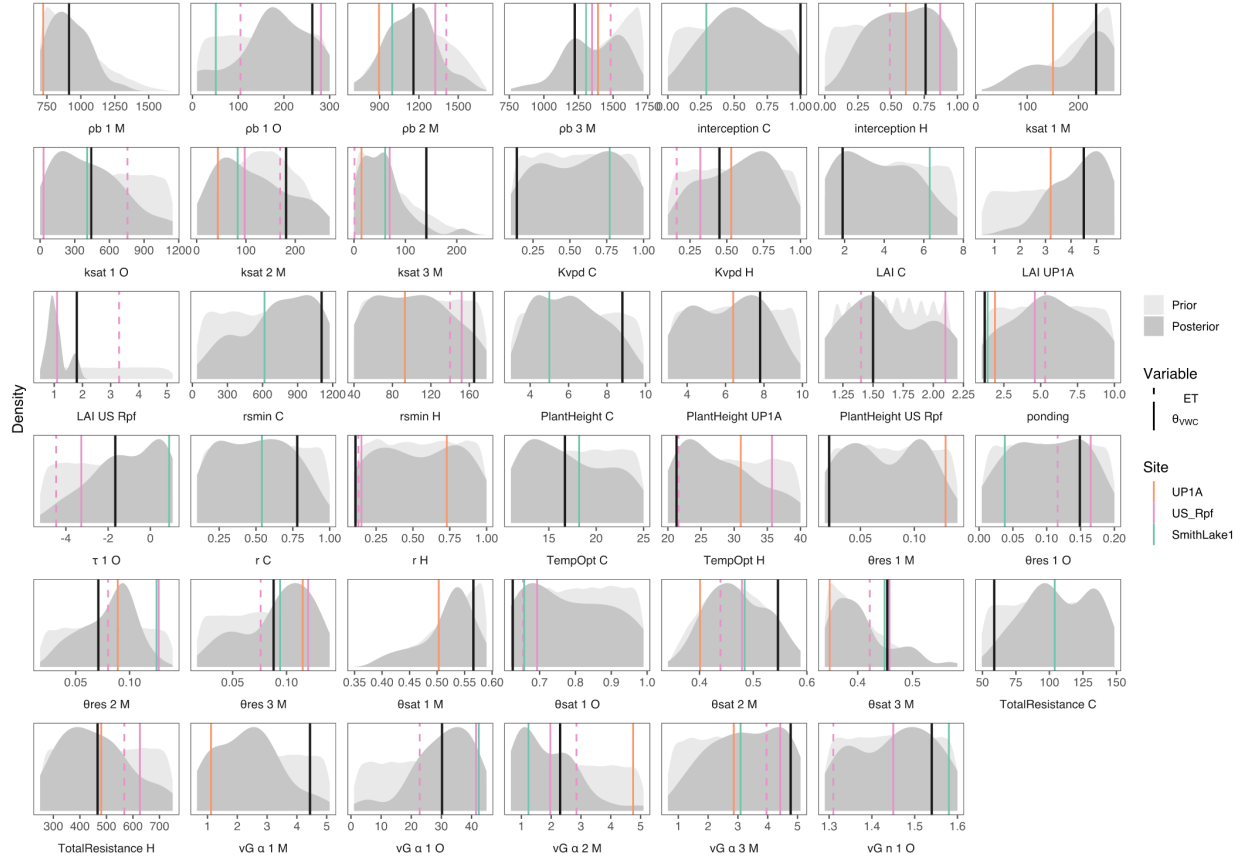 750 1000 1250 1500
0 100 200 300
750 1000 1250 1500
750 1000 1250 1500 1750
0.00 0.25 0.50 0.75 1.00
0.00 0.25 0.50 0.75 1.00
0 100 200
ρb 1 M
ρb 1 O
ρb 2 M
ρb 3 M
interception C
interception H
ksat 1 M
0 300 600 900 1200
0 100 200
0 100 200
0.25 0.50 0.75 1.00
0.25 0.50 0.75 1.00
2 4 6 8
1 2 3 4 5
ksat 1 O
ksat 2 M
ksat 3 M
Kvpd C
Kvpd H
LAI C
LAI UP1A
0 1 2 3 4 5
0 300 600 900 1200
40 80 120 160
4 6 8 10
4 6 8 10
1.25 1.50 1.75 2.00 2.25
2.5 5.0 7.5 10.0
LAI US Rpf
rsmin C
rsmin H
PlantHeight C
PlantHeight UP1A
PlantHeight US Rpf
ponding
-4 -2 0
0.25 0.50 0.75 1.00
0.25 0.50 0.75 1.00
10 15 20 25
20 25 30 35 40
0.05 0.10
0.00 0.05 0.10 0.15 0.20
τ 1 O
r C
r H
TempOpt C
TempOpt H
θres 1 M
θres 1 O
0.05 0.10
0.05 0.10
0.35 0.40 0.45 0.50 0.55 0.60
0.7 0.8 0.9 1.0
0.4 0.5 0.6
0.4 0.5
50 75 100 125 150
θres 2 M
θres 3 M
θsat 1 M
θsat 1 O
θsat 2 M
θsat 3 M
TotalResistance C
300 400 500 600 700
1 2 3 4 5
0 10 20 30 40
1 2 3 4 5
1 2 3 4 5
1.3 1.4 1.5 1.6
TotalResistance H
vG α 1 M
vG α 1 O
vG α 2 M
vG α 3 M
vG n 1 O
Density
Prior
Posterior
Variable
ET
θVWC
Site
UP1A
US_Rpf
SmithLake1